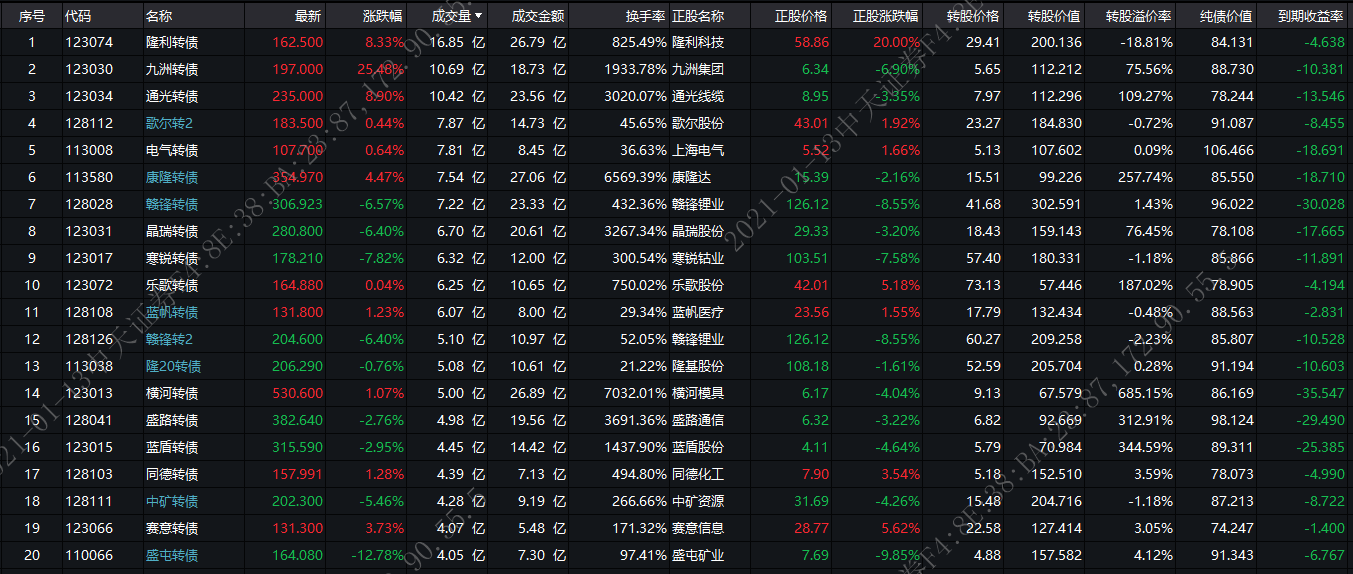 序号 代码 名称 最新 涨跌幅 成交量 成交金额 换手率 正股名称 正股价格 正股涨跌幅 转股价格 转股价值 转股溢价率 纯债价值 到期收益率
1 123074 隆利转债 162.500 8.33% 16.85 亿 26.79 亿 825.49% 隆利科技 58.86 20.00% 29.41 200.136 -18.81% 84.131 -4.638
2 123030 九洲转债 197.000 25.48% 10.69 亿 18.73 亿 1933.78% 九洲集团 6.34 -6.90% 5.65 112.212 75.56% 88.730 -10.381
3 123034 通光转债 235.000 8.90% 10.42 亿 23.56 亿 3020.07% 通光线缆 8.95 -3.35% 7.97 112.296 109.27% 78.244 -13.546
4 128112 歌尔转2 183.500 0.44% 7.87 亿 14.73 亿 45.65% 歌尔股份 43.01 1.92% 23.27 184.830 -0.72% 91.087 -8.455
5 113008 电气转债 107.700 0.64% 7.81 亿 8.45 亿 36.63% 上海电气 5.52 1.66% 5.13 107.602 0.09% 106.466 -18.691
6 113580 康隆转债 354.970 4.47% 7.54 亿 27.06 亿 6569.39% 康隆达 15.39 -2.16% 15.51 99.226 257.74% 85.550 -18.710
7 128028 赣锋转债 306.923 -6.57% 7.22 亿 23.33 亿 432.36% 赣锋锂业 126.12 -8.55% 41.68 302.591 1.43% 96.022 -30.028
8 123031 晶瑞转债 280.800 -6.40% 6.70 亿 20.61 亿 3267.34% 晶瑞股份 29.33 -3.20% 18.43 159.143 76.45% 78.108 -17.665
9 123017 寒锐转债 178.210 -7.82% 6.32 亿 12.00 亿 300.54% 寒锐钴业 103.51 -7.58% 57.40 180.331 -1.18% 85.866 -11.891
10 123072 乐歌转债 164.880 0.04% 6.25 亿 10.65 亿 750.02% 乐歌股份 42.01 5.18% 73.13 57.446 187.02% 78.905 -4.194
11 128108 蓝帆转债 131.800 1.23% 6.07 亿 8.00 亿 29.34% 蓝帆医疗 23.56 1.55% 17.79 132.434 -0.48% 88.563 -2.831
12 128126 赣锋转2 204.600 -6.40% 5.10 亿 10.97 亿 52.05% 赣锋锂业 126.12 -8.55% 60.27 209.258 -2.23% 85.807 -10.528
13 113038 隆20转债 206.290 -0.76% 5.08 亿 10.61 亿 21.22% 隆基股份 108.18 -1.61% 52.59 205.704 0.28% 91.194 -10.603
14 123013 横河转债 530.600 1.07% 5.00 亿 26.89 亿 7032.01% 横河模具 6.17 -4.04% 9.13 67.579 685.15% 86.169 -35.547
15 128041 盛路转债 382.640 -2.76% 4.98 亿 19.56 亿 3691.36% 盛路通信 6.32 -3.22% 6.82 92.669 312.91% 98.124 -29.490
16 123015 蓝盾转债 315.590 -2.95% 4.45 亿 14.42 亿 1437.90% 蓝盾股份 4.11 -4.64% 5.79 70.984 344.59% 89.311 -25.385
17 128103 同德转债 157.991 1.28% 4.39 亿 7.13 亿 494.80% 同德化工 7.90 3.54% 5.18 152.510 3.59% 78.073 -4.990
18 128111 中矿转债 202.300 -5.46% 4.28 亿 9.19 亿 266.66% 中矿资源 31.69 -4.26% 15.48 204.716 -1.18% 87.213 -8.722
19 123066 赛意转债 131.300 3.73% 4.07 亿 5.48 亿 171.32% 赛意信息 28.77 5.62% 22.58 127.414 3.05% 74.247 -1.400
20 110066 盛屯转债 164.080 -12.78% 4.05 亿 7.30 亿 97.41% 盛屯矿业 7.69 -9.85% 4.88 157.582 4.12% 91.343 -6.767